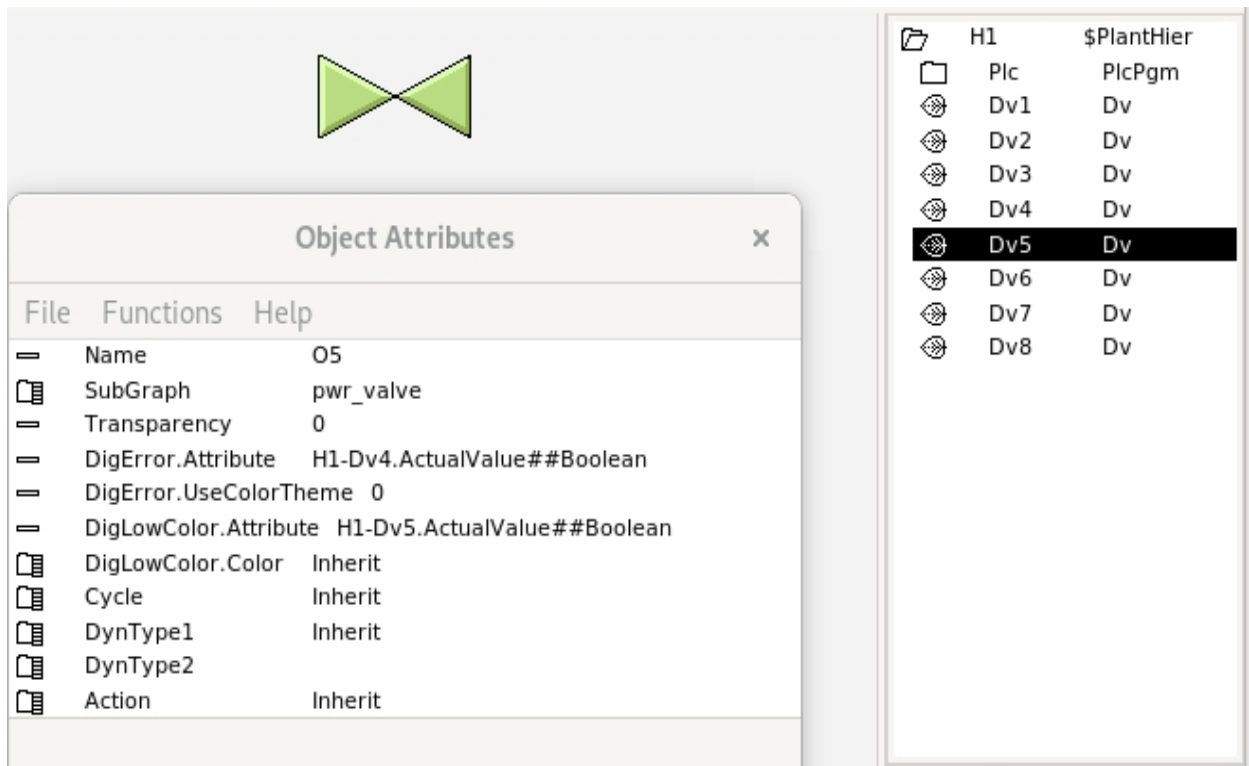 Object Attributes ×
File Functions Help
Name O5
SubGraph pwr_valve
Transparency 0
DigError.Attribute H1-Dv4.ActualValue##Boolean
DigError.UseColorTheme 0
DigLowColor.Attribute H1-Dv5.ActualValue##Boolean
DigLowColor.Color Inherit
Cycle Inherit
DynType1 Inherit
DynType2
Action Inherit
H1 $PlantHier
Plc PlcPgm
Dv1 Dv
Dv2 Dv
Dv3 Dv
Dv4 Dv
Dv5 Dv
Dv6 Dv
Dv7 Dv
Dv8 Dv